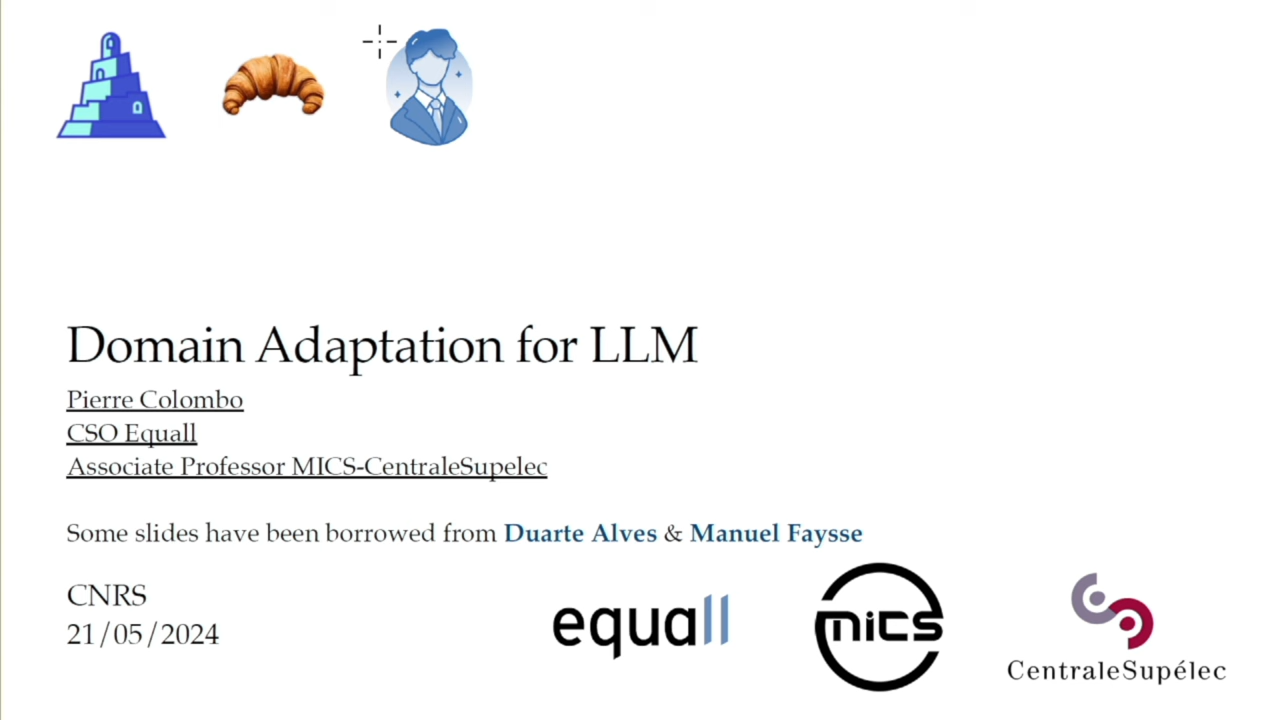 Domain Adaptation for LLM
Pierre Colombo
CSO Equall
Associate Professor MICS-CentraleSupelec
Some slides have been borrowed from Duarte Alves & Manuel Faysse
CNRS
21/05/2024
equall
MICS
CentraleSupélec